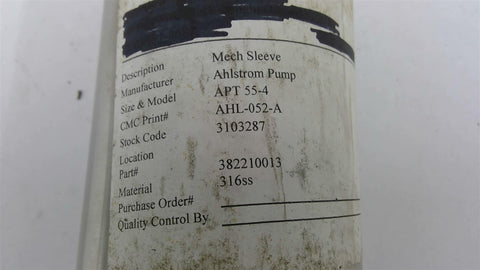 Description Mech Sleeve
Manufacturer Ahlstrom Pump
Size & Model APT 55-4
CMC Print# AHL-052-A
Stock Code 3103287
Location
Part# 382210013
Material 316ss
Purchase Order#
Quality Control By